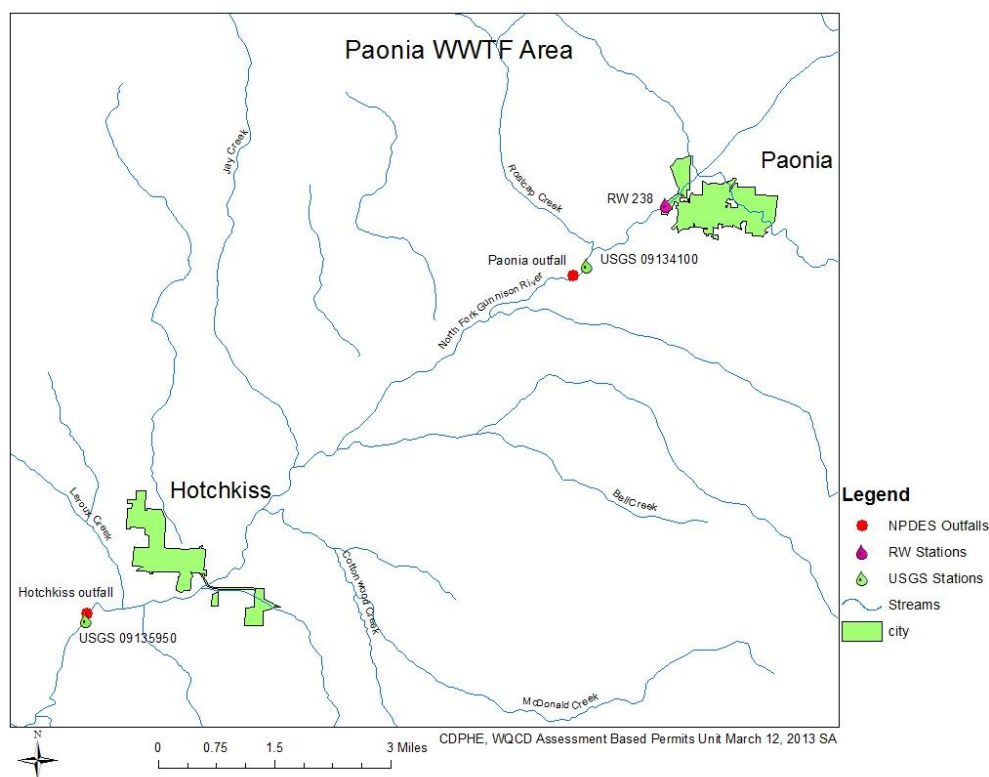 Paonia WWTF Area
Jay Creek
Paonia
Roatcap Creek
RW 238
Paonia outfall
USGS 09134100
North Fork Gunnison River
Hotchkiss
Leroux Creek
Bell Creek
Cottonwood Creek
Hotchkiss outfall
USGS 09135950
McDonald Creek
Legend
NPDES Outfalls
RW Stations
USGS Stations
Streams
city
N
0 0.75 1.5 3 Miles
CDPHE, WQCD Assessment Based Permits Unit March 12, 2013 SA